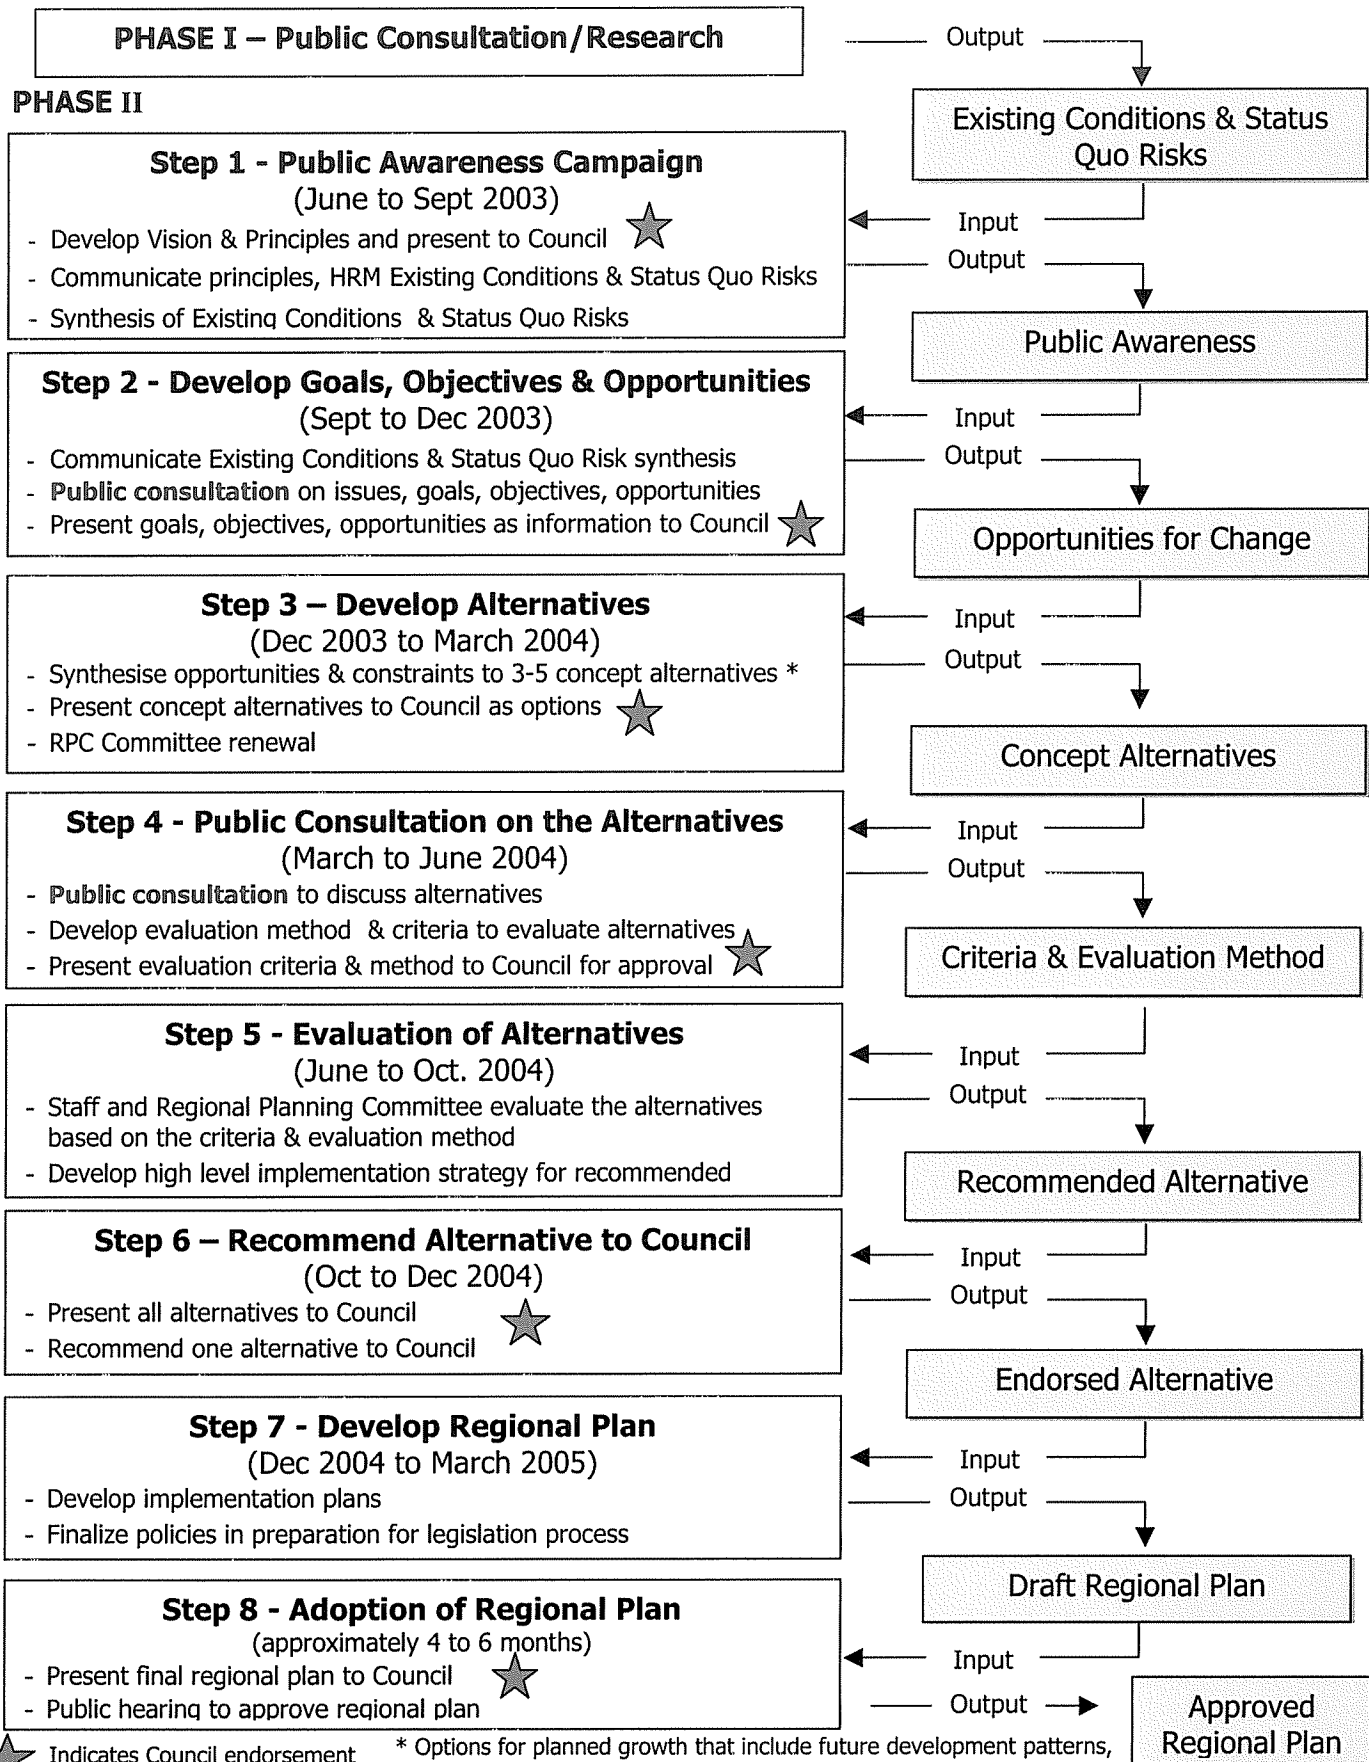 PHASE I – Public Consultation/Research
Output
PHASE II
Existing Conditions & Status
Quo Risks
Step 1 - Public Awareness Campaign
(June to Sept 2003)
- Develop Vision & Principles and present to Council
- Communicate principles, HRM Existing Conditions & Status Quo Risks
- Synthesis of Existing Conditions & Status Quo Risks
Input
Output
Public Awareness
Step 2 - Develop Goals, Objectives & Opportunities
(Sept to Dec 2003)
- Communicate Existing Conditions & Status Quo Risk synthesis
- Public consultation on issues, goals, objectives, opportunities
- Present goals, objectives, opportunities as information to Council
Input
Output
Opportunities for Change
Step 3 – Develop Alternatives
(Dec 2003 to March 2004)
- Synthesise opportunities & constraints to 3-5 concept alternatives *
- Present concept alternatives to Council as options
- RPC Committee renewal
Input
Output
Concept Alternatives
Step 4 - Public Consultation on the Alternatives
(March to June 2004)
- Public consultation to discuss alternatives
- Develop evaluation method & criteria to evaluate alternatives
- Present evaluation criteria & method to Council for approval
Input
Output
Criteria & Evaluation Method
Step 5 - Evaluation of Alternatives
(June to Oct. 2004)
- Staff and Regional Planning Committee evaluate the alternatives
based on the criteria & evaluation method
- Develop high level implementation strategy for recommended
Input
Output
Recommended Alternative
Step 6 – Recommend Alternative to Council
(Oct to Dec 2004)
- Present all alternatives to Council
- Recommend one alternative to Council
Input
Output
Endorsed Alternative
Step 7 - Develop Regional Plan
(Dec 2004 to March 2005)
- Develop implementation plans
- Finalize policies in preparation for legislation process
Input
Output
Draft Regional Plan
Step 8 - Adoption of Regional Plan
(approximately 4 to 6 months)
- Present final regional plan to Council
- Public hearing to approve regional plan
Input
Output
Approved
Regional Plan
Indicates Council endorsement
* Options for planned growth that include future development patterns,